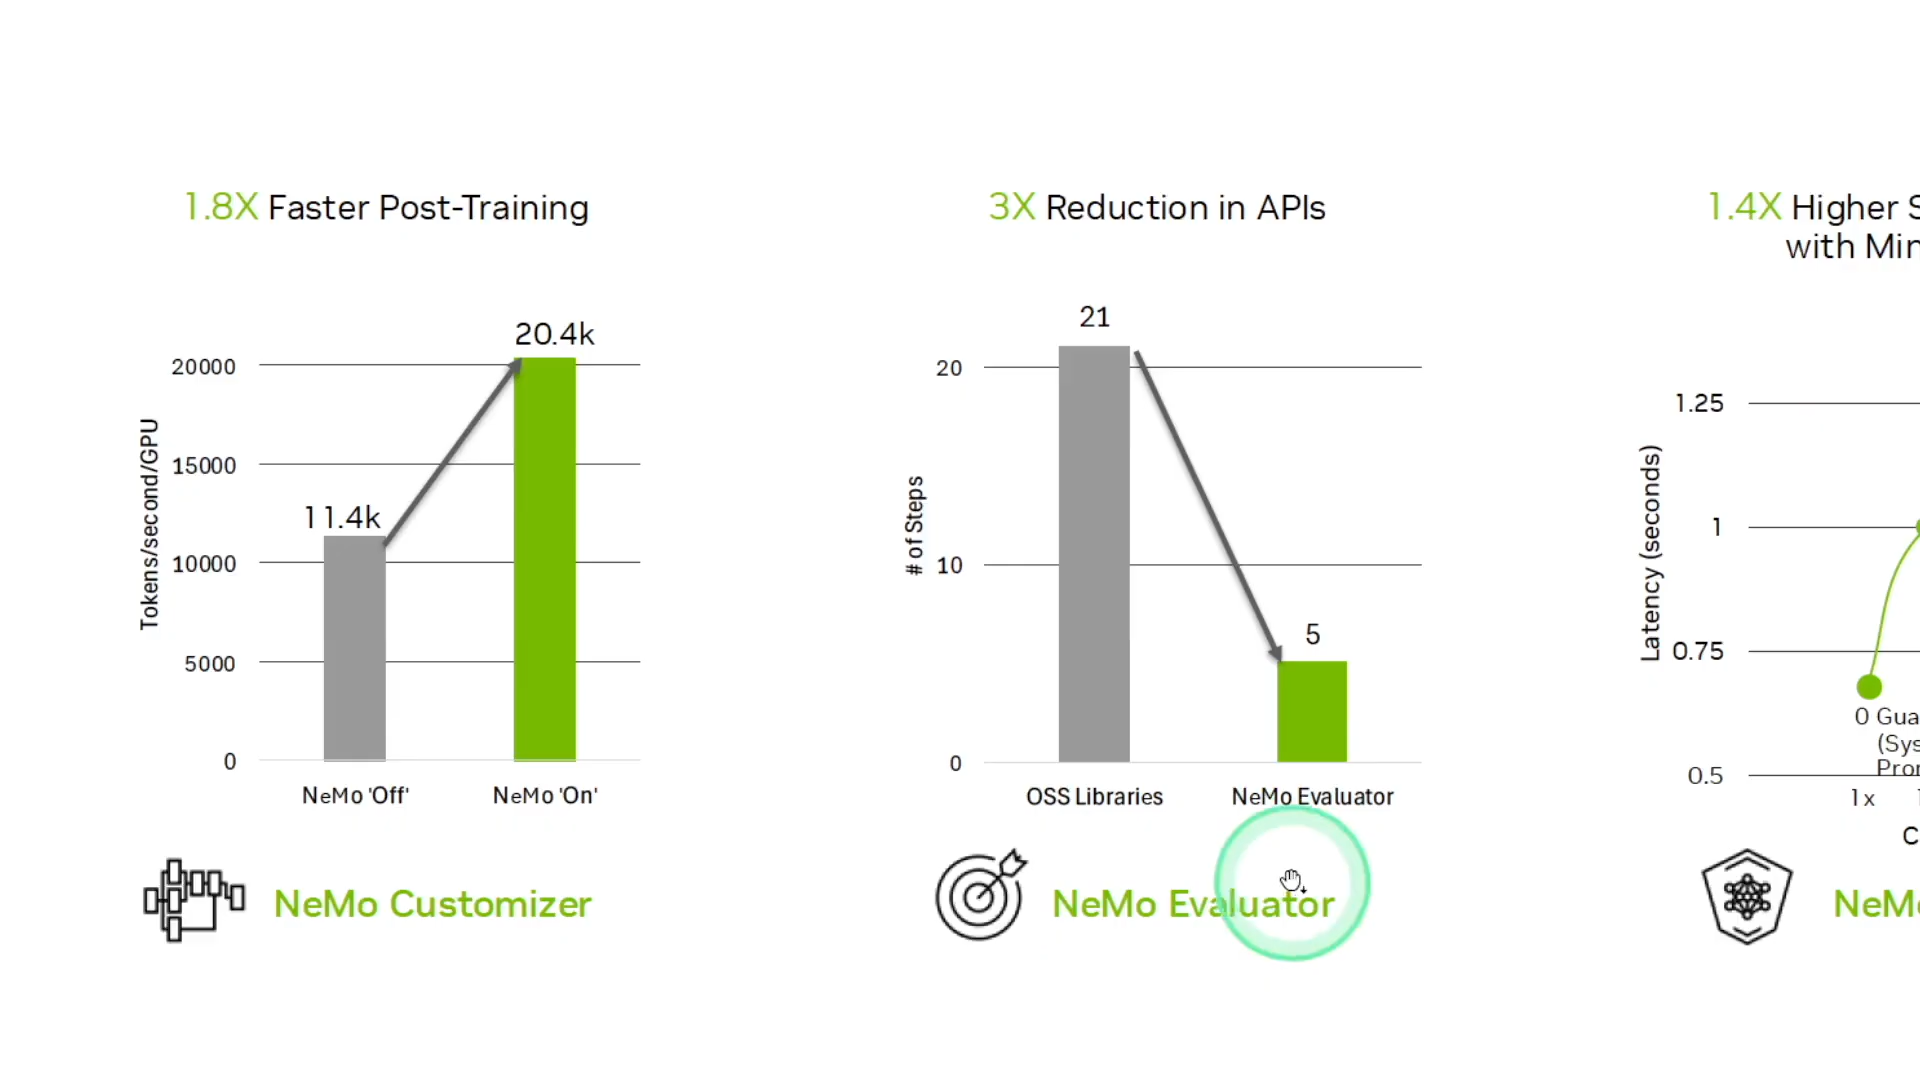 1.8X Faster Post-Training
20.4k
20000
15000
11.4k
10000
5000
0
Tokens/second/GPU
NeMo 'Off'
NeMo 'On'
NeMo Customizer
3X Reduction in APIs
21
20
10
5
0
# of Steps
OSS Libraries
NeMo Evaluator
NeMo Evaluator
1.4X Higher
with
1.25
1
0.75
0.5
Latency (seconds)
0
1x